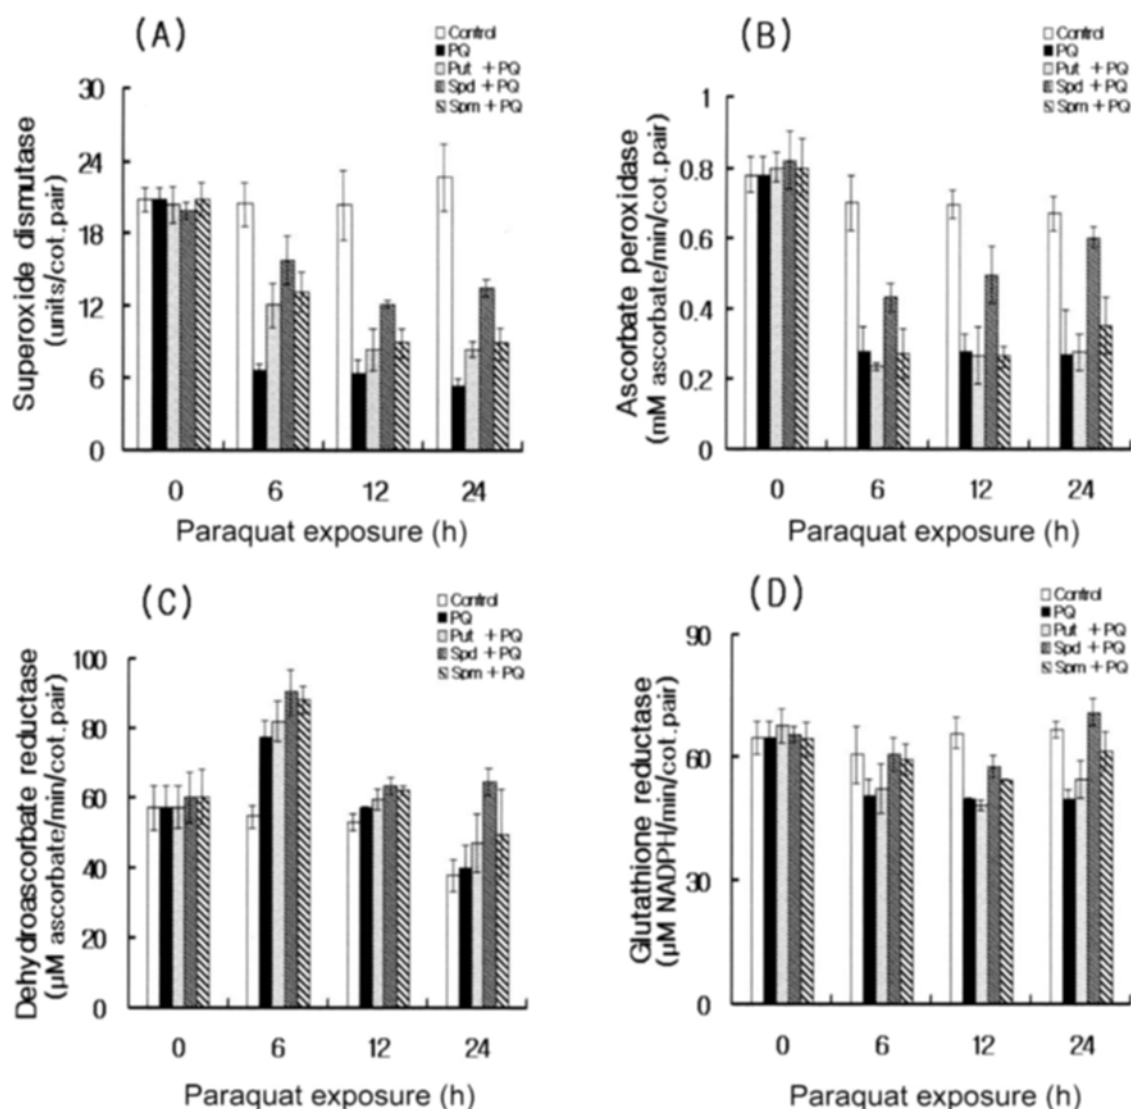 (A)
Control
PQ
Put + PQ
Spd + PQ
Spm + PQ
Superoxide dismutase
(units/cot.pair)
30
24
18
12
6
0
0 6 12 24
Paraquat exposure (h)
(B)
Control
PQ
Put + PQ
Spd + PQ
Spm + PQ
Ascorbate peroxidase
(mM ascorbate/min/cot.pair)
1
0.8
0.6
0.4
0.2
0
0 6 12 24
Paraquat exposure (h)
(C)
Control
PQ
Put + PQ
Spd + PQ
Spm + PQ
Dehydroascorbate reductase
(µM ascorbate/min/cot.pair)
100
80
60
40
20
0
0 6 12 24
Paraquat exposure (h)
(D)
Control
PQ
Put + PQ
Spd + PQ
Spm + PQ
Glutathione reductase
(µM NADPH/min/cot.pair)
90
60
30
0
0 6 12 24
Paraquat exposure (h)